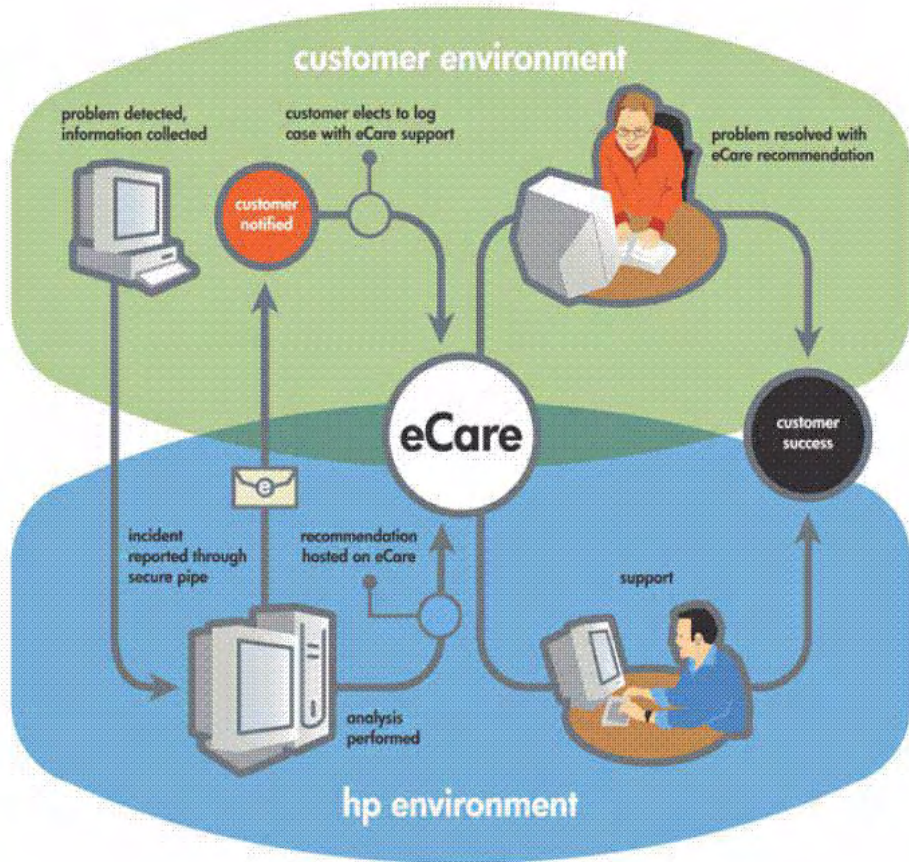 customer environment
problem detected,
information collected
customer elects to log
case with eCare support
problem resolved with
eCare recommendation
customer
notified
eCare
customer
success
e
incident
reported through
secure pipe
recommendation
hosted on eCare
support
analysis
performed
hp environment